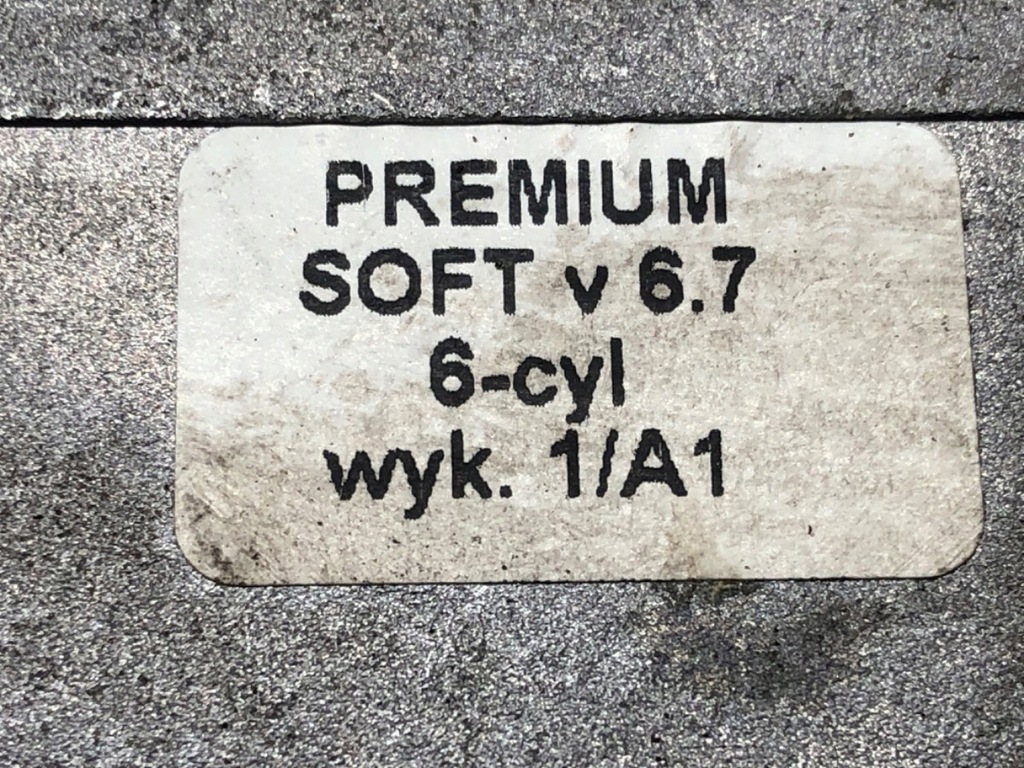 PREMIUM
SOFT v 6.7
6-cyl
wyk. 1/A1